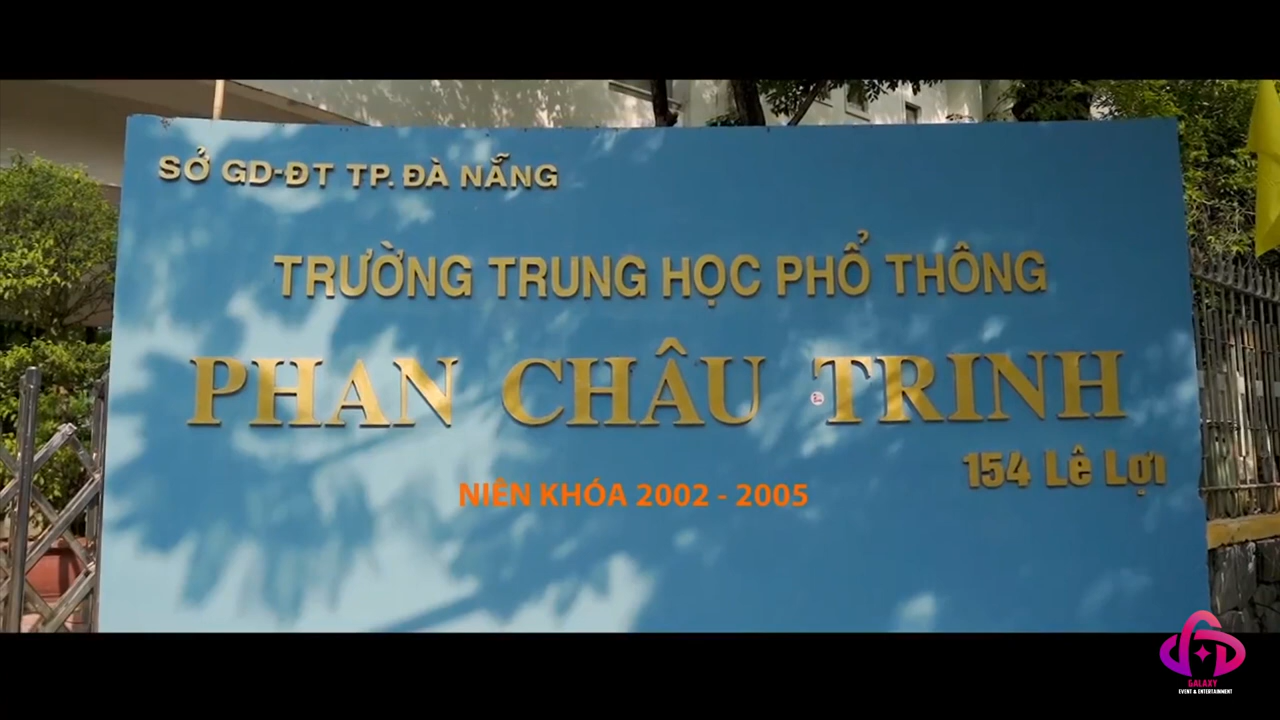 SỞ GD-ĐT TP. ĐÀ NẴNG
TRƯỜNG TRUNG HỌC PHỔ THÔNG
PHAN CHÂU TRINH
154 Lê Lợi
NIÊN KHÓA 2002 - 2005
GALAXY
EVENT & ENTERTAINMENT